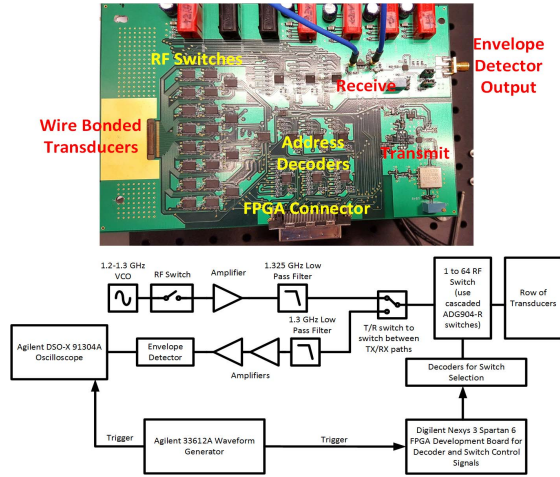 RF Switches
Envelope
Detector
Output
Receive
Wire Bonded
Transducers
Address
Decoders
Transmit
FPGA Connector
1.2-1.3 GHz
VCO
RF Switch
Amplifier
1.325 GHz Low
Pass Filter
1 to 64 RF
Switch
(use
cascaded
ADG904-R
switches)
Row of
Transducers
1.3 GHz Low
Pass Filter
T/R switch to
switch between
TX/RX paths
Agilent DSO-X 91304A
Oscilloscope
Envelope
Detector
Amplifiers
Decoders for Switch
Selection
Trigger
Agilent 33612A Waveform
Generator
Trigger
Digilent Nexys 3 Spartan 6
FPGA Development Board for
Decoder and Switch Control
Signals